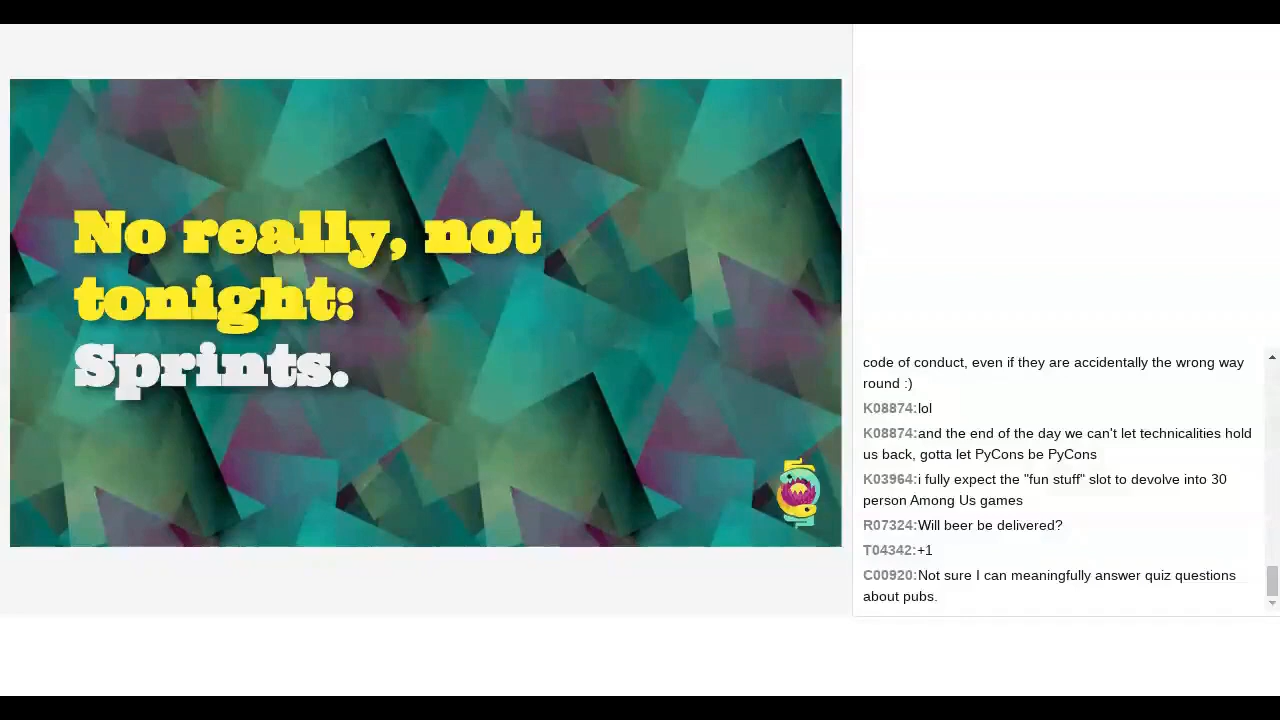 No really, not
tonight:
Sprints.
code of conduct, even if they are accidentally the wrong way
round :)
K08874:lol
K08874:and the end of the day we can't let technicalities hold
us back, gotta let PyCons be PyCons
K03964:i fully expect the "fun stuff" slot to devolve into 30
person Among Us games
R07324:Will beer be delivered?
T04342:+1
C00920:Not sure I can meaningfully answer quiz questions
about pubs.